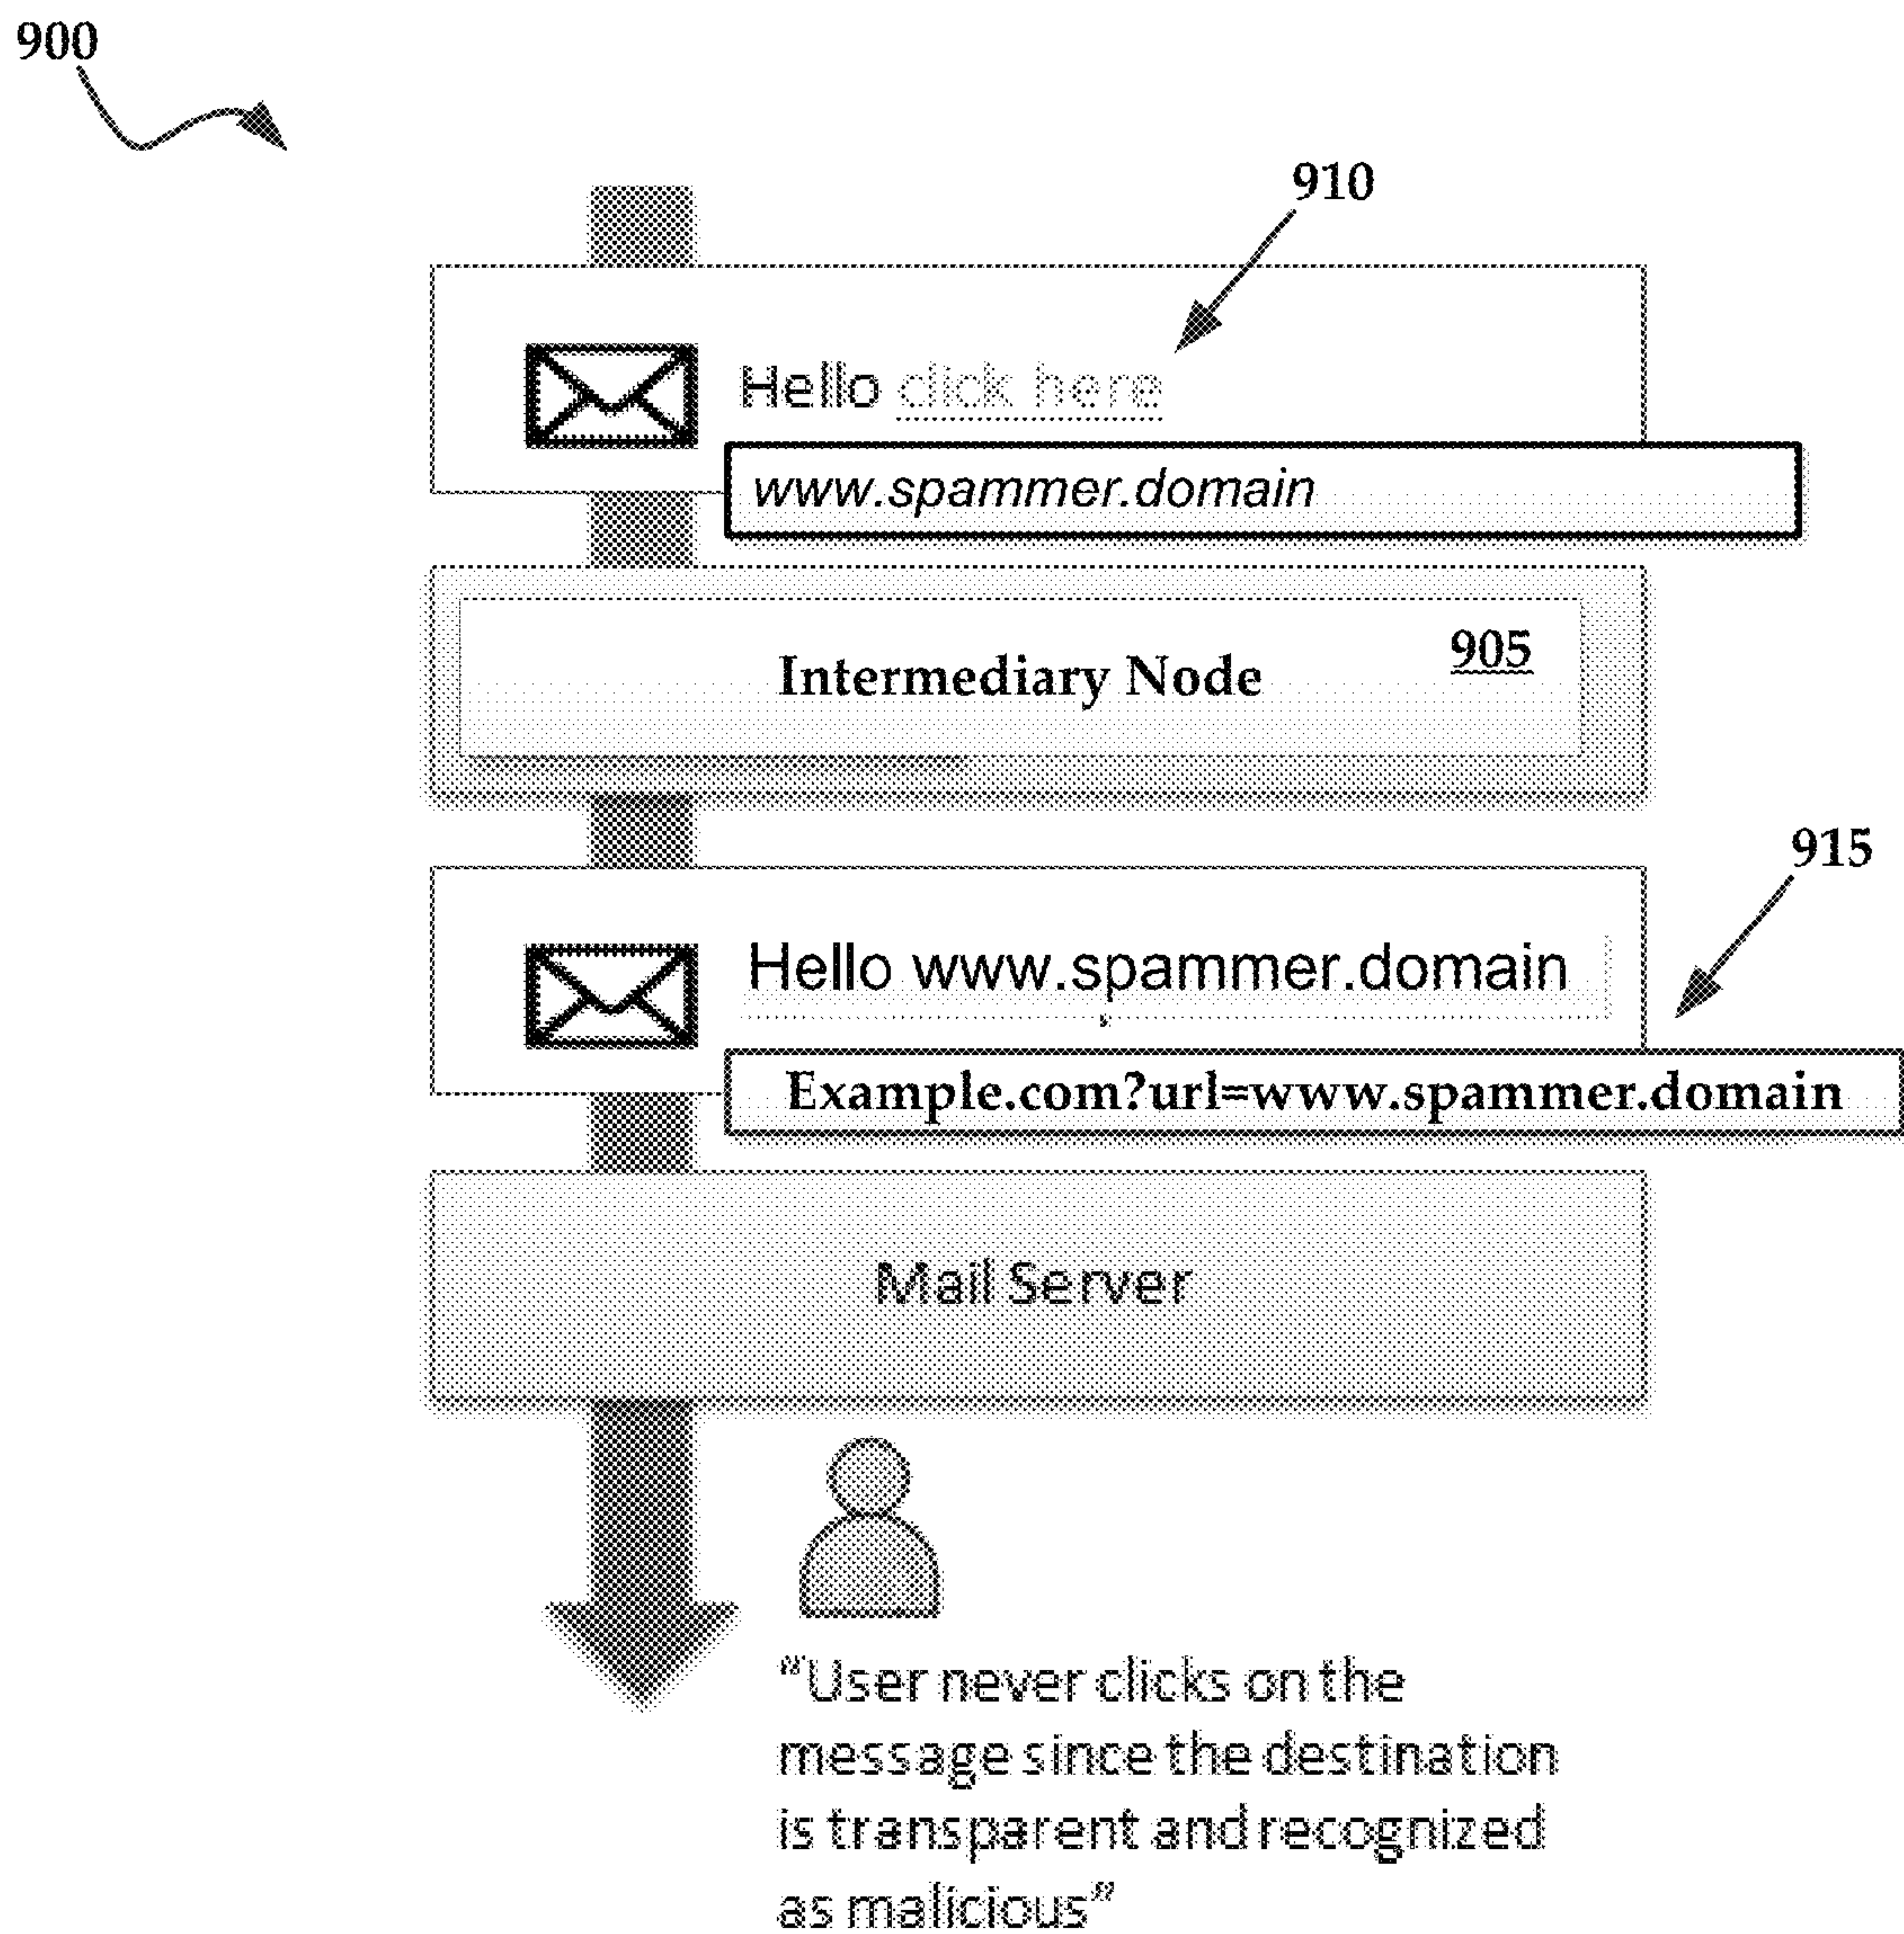 900
910
Hello click here
www.spammer.domain
Intermediary Node 905
915
Hello www.spammer.domain
Example.com?url=www.spammer.domain
Mail Server
“User never clicks on the
message since the destination
is transparent and recognized
as malicious”